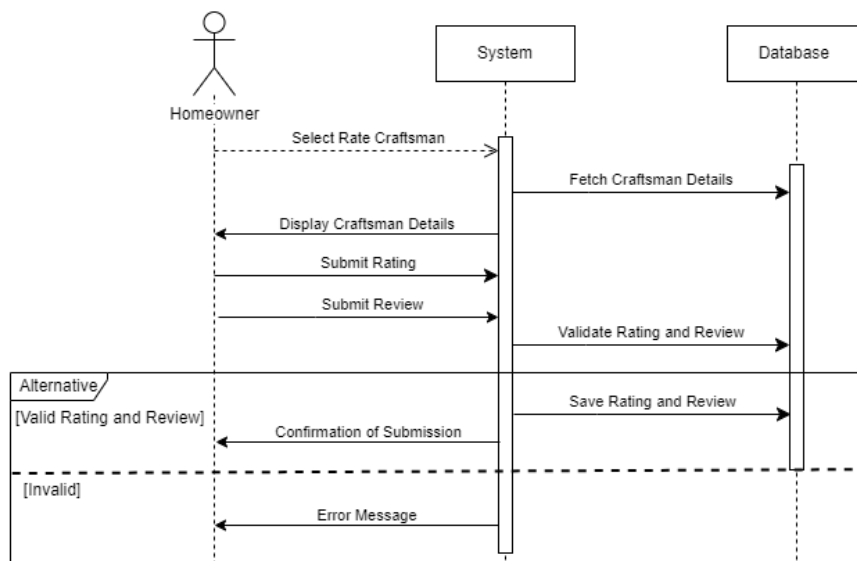 System
Database
Homeowner
Select Rate Craftsman
Fetch Craftsman Details
Display Craftsman Details
Submit Rating
Submit Review
Validate Rating and Review
Alternative
Save Rating and Review
[Valid Rating and Review]
Confirmation of Submission
[Invalid]
Error Message